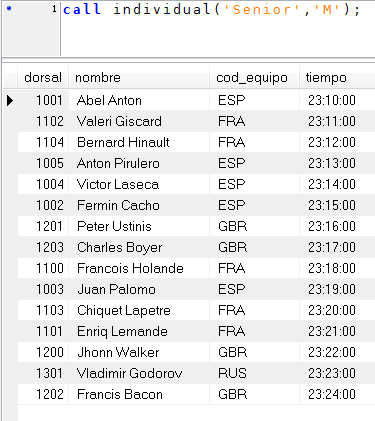 1 call individual('Senior','M');
dorsal nombre cod_equipo tiempo
1001 Abel Anton ESP 23:10:00
1102 Valeri Giscard FRA 23:11:00
1104 Bernard Hinault FRA 23:12:00
1005 Anton Pirulero ESP 23:13:00
1004 Victor Laseca ESP 23:14:00
1002 Fermin Cacho ESP 23:15:00
1201 Peter Ustinis GBR 23:16:00
1203 Charles Boyer GBR 23:17:00
1100 Francois Holande FRA 23:18:00
1003 Juan Palomo ESP 23:19:00
1103 Chiquet Lapetre FRA 23:20:00
1101 Enriq Lemande FRA 23:21:00
1200 Jhonn Walker GBR 23:22:00
1301 Vladimir Godorov RUS 23:23:00
1202 Francis Bacon GBR 23:24:00